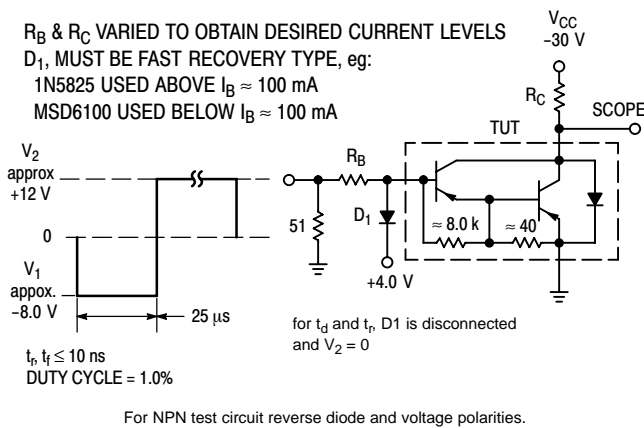 R_B & R_C VARIED TO OBTAIN DESIRED CURRENT LEVELS
D_1, MUST BE FAST RECOVERY TYPE, eg:
1N5825 USED ABOVE I_B ≈ 100 mA
MSD6100 USED BELOW I_B ≈ 100 mA
V_CC
−30 V
R_C
SCOPE
TUT
V_2
approx
+12 V
R_B
51
D_1
≈ 8.0 k
≈ 40
0
+4.0 V
V_1
appox.
−8.0 V
25 μs
for t_d and t_r, D1 is disconnected
and V_2 = 0
t_r, t_f ≤ 10 ns
DUTY CYCLE = 1.0%
For NPN test circuit reverse diode and voltage polarities.